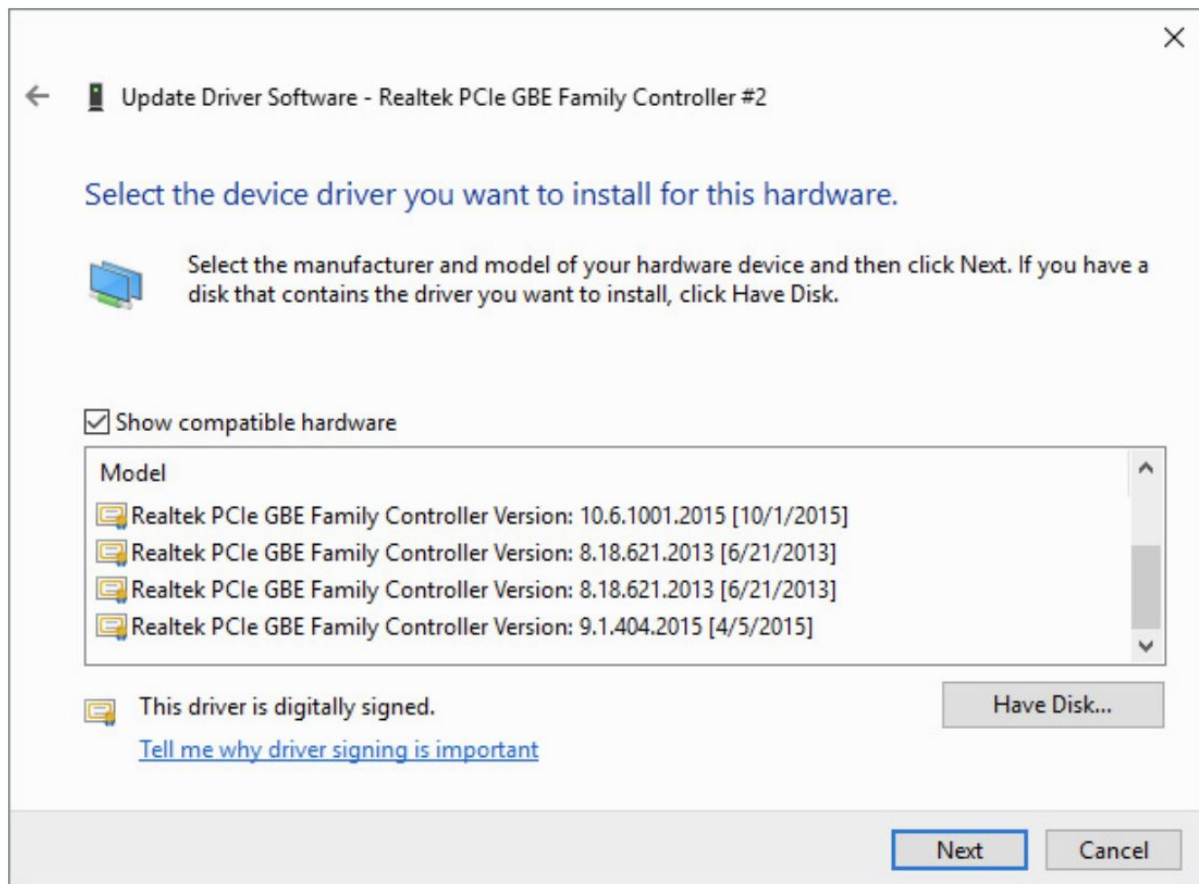 Update Driver Software - Realtek PCIe GBE Family Controller #2
Select the device driver you want to install for this hardware.
Select the manufacturer and model of your hardware device and then click Next. If you have a
disk that contains the driver you want to install, click Have Disk.
Show compatible hardware
Model
Realtek PCIe GBE Family Controller Version: 10.6.1001.2015 [10/1/2015]
Realtek PCIe GBE Family Controller Version: 8.18.621.2013 [6/21/2013]
Realtek PCIe GBE Family Controller Version: 8.18.621.2013 [6/21/2013]
Realtek PCIe GBE Family Controller Version: 9.1.404.2015 [4/5/2015]
This driver is digitally signed.
Have Disk...
Tell me why driver signing is important
Next
Cancel